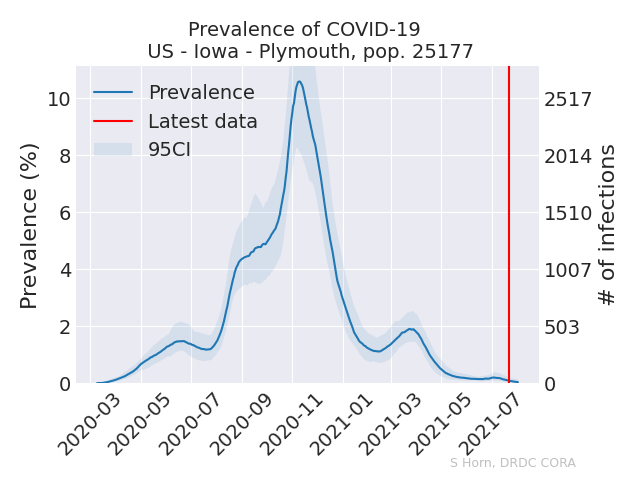 Prevalence of COVID-19
US - Iowa - Plymouth, pop. 25177
Prevalence
Latest data
95CI
Prevalence (%)
10
8
6
4
2
0
2517
2014
1510
1007
503
0
# of infections
2020-03
2020-05
2020-07
2020-09
2020-11
2021-01
2021-03
2021-05
2021-07
S Horn, DRDC CORA